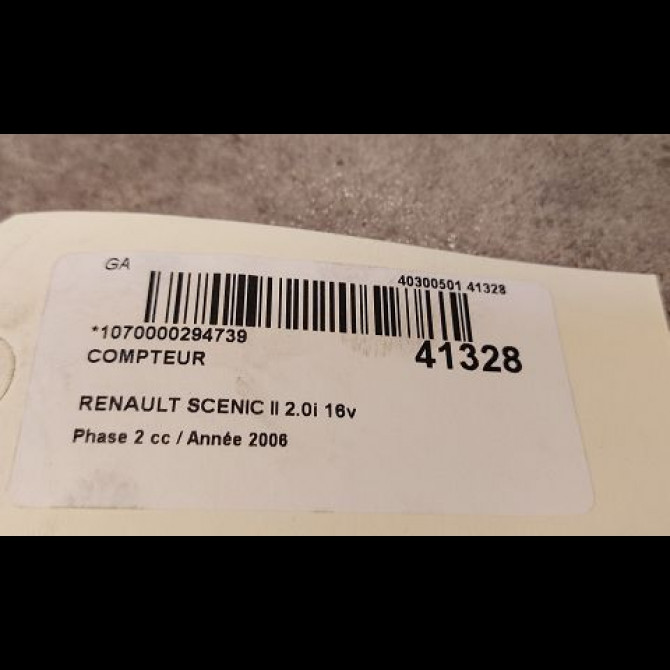 GA
40300501 41328
*1070000294739
COMPTEUR
41328
RENAULT SCENIC II 2.0i 16v
Phase 2 cc / Année 2006